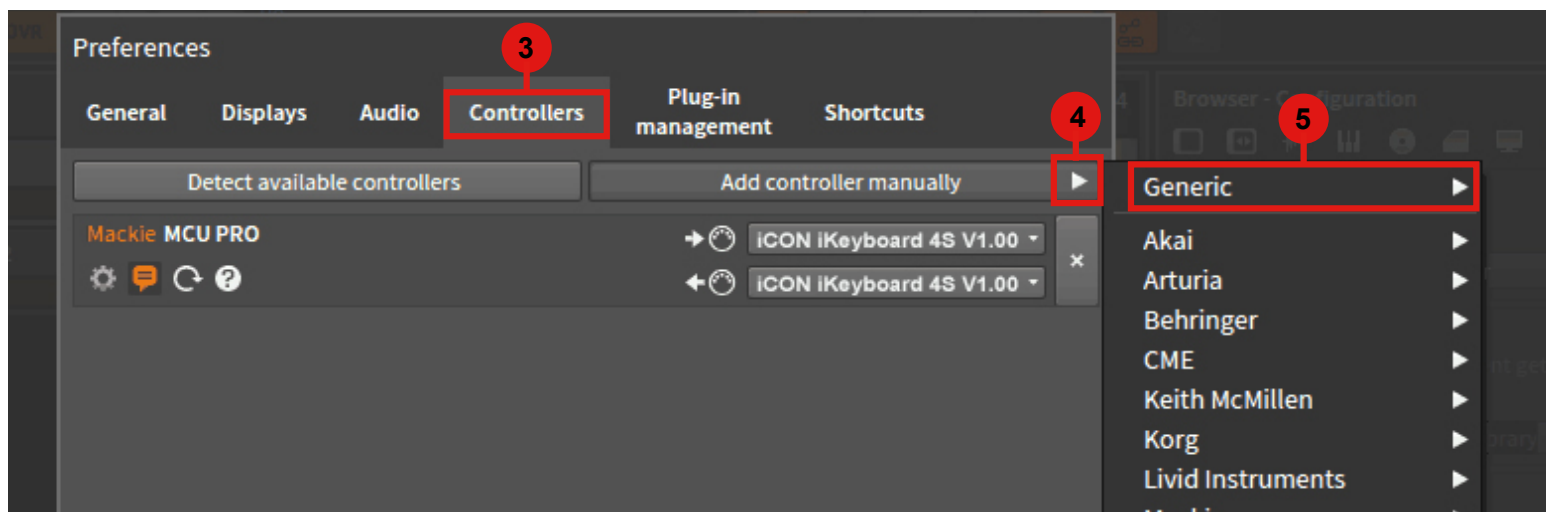 OVR
Preferences
3
General Displays Audio Controllers Plug-in management Shortcuts
4
Browser - Configuration
5
Detect available controllers Add controller manually
Generic
Mackie MCU PRO
iCON iKeyboard 4S V1.00
iCON iKeyboard 4S V1.00
×
Akai
Arturia
Behringer
CME
Keith McMillen
Korg
Livid Instruments